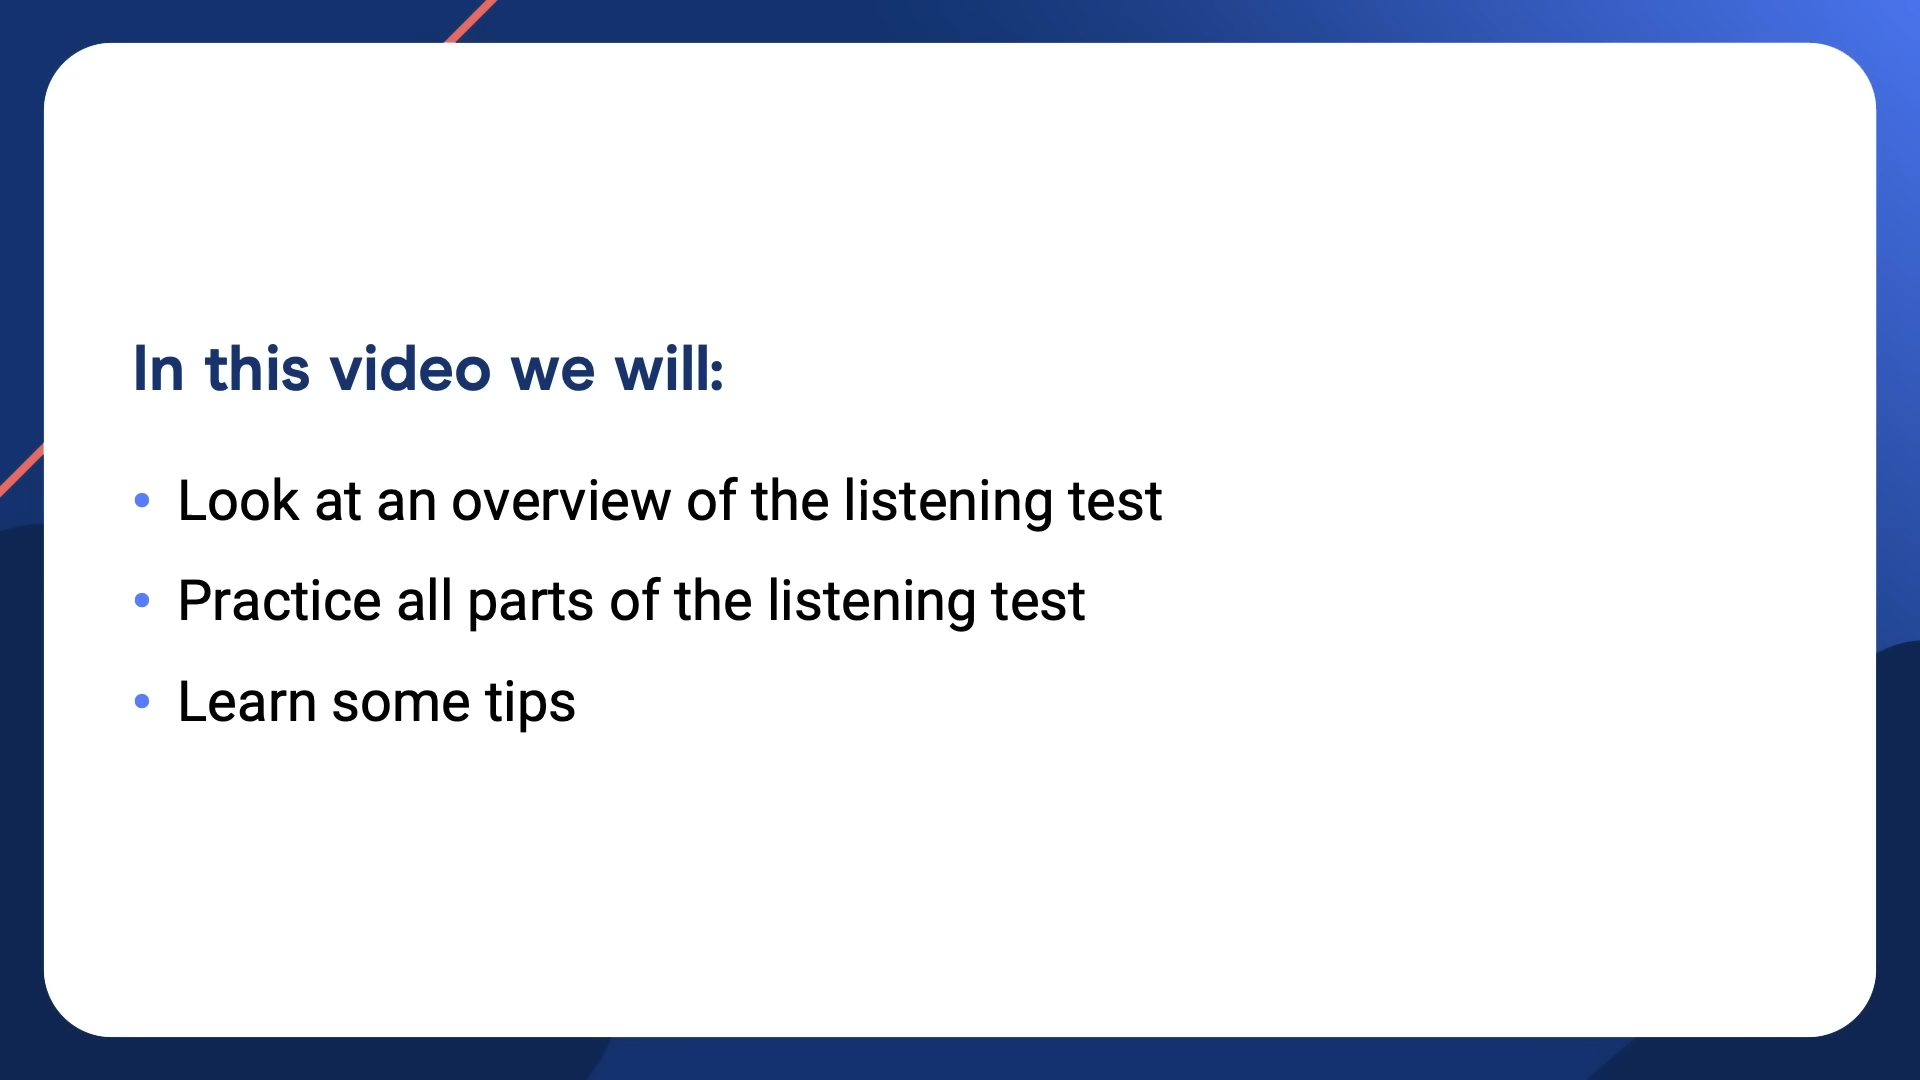 In this video we will:
• Look at an overview of the listening test
• Practice all parts of the listening test
• Learn some tips